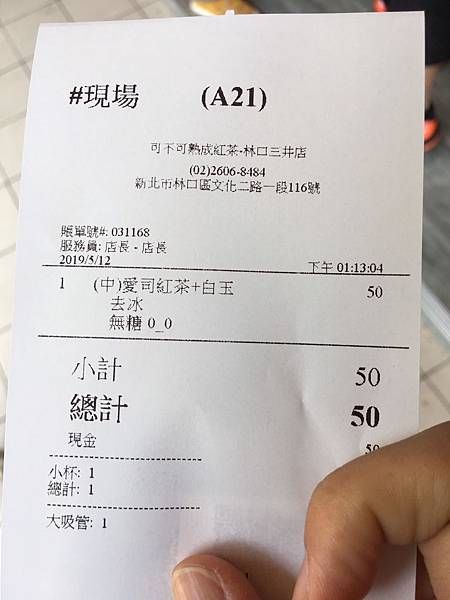 #現場 (A21)
可不可熟成紅茶-林口三井店
(02)2606-8484
新北市林口區文化二路一段116號
賬單號#: 031168
服務員: 店長 - 店長
2019/5/12 下午 01:13:04
1 (中)愛司紅茶+白玉 50
去冰
無糖 0_0
小計 50
總計 50
現金 50
小杯: 1
總計: 1
大吸管: 1